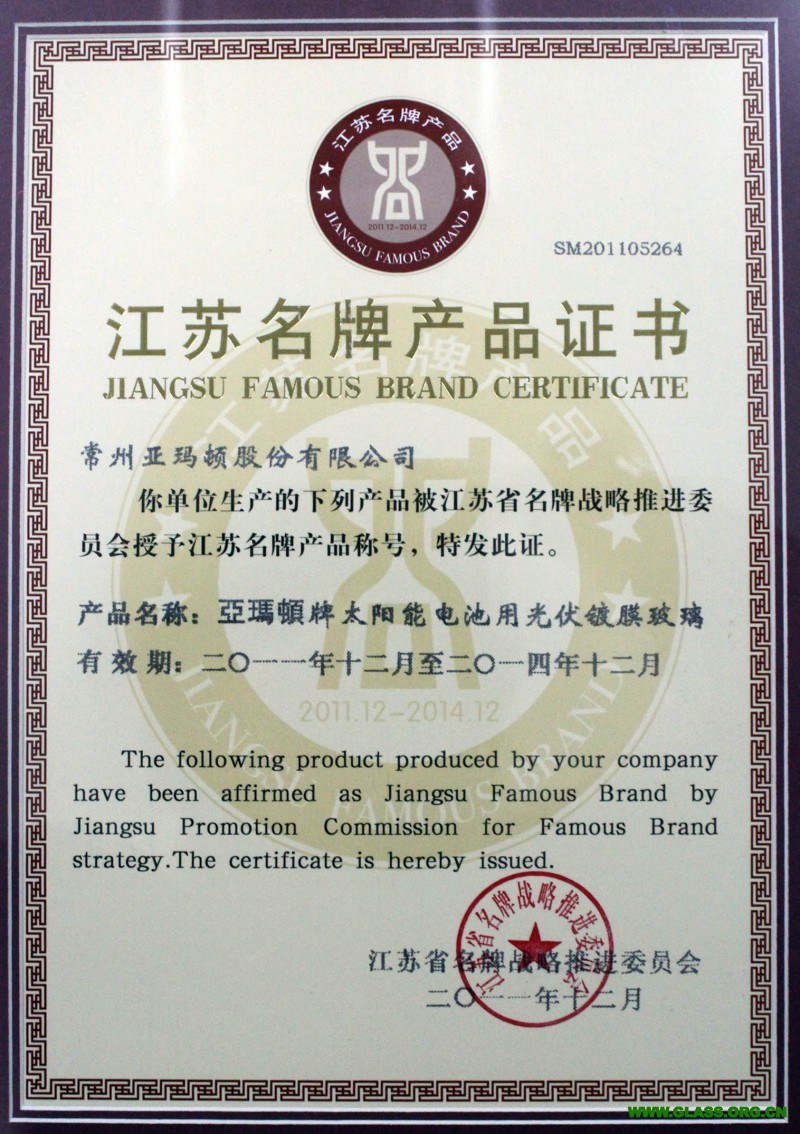 江苏名牌产品
2011.12-2014.12
JIANGSU FAMOUS BRAND
SM201105264
江苏名牌产品证书
JIANGSU FAMOUS BRAND CERTIFICATE
常州亚玛顿股份有限公司
你单位生产的下列产品被江苏省名牌战略推进委
员会授予江苏名牌产品称号，特发此证。
产品名称：亞瑪頓牌太阳能电池用光伏镀膜玻璃
有效期：二〇一一年十二月至二〇一四年十二月
江苏名牌产品
2011.12-2014.12
JIANGSU FAMOUS BRAND
The following product produced by your company
have been affirmed as Jiangsu Famous Brand by
Jiangsu Promotion Commission for Famous Brand
strategy.The certificate is hereby issued.
江苏省名牌战略推进委员会
江苏省名牌战略推进委员会
二〇一一年十二月
WWW.GLASS.ORG.CN